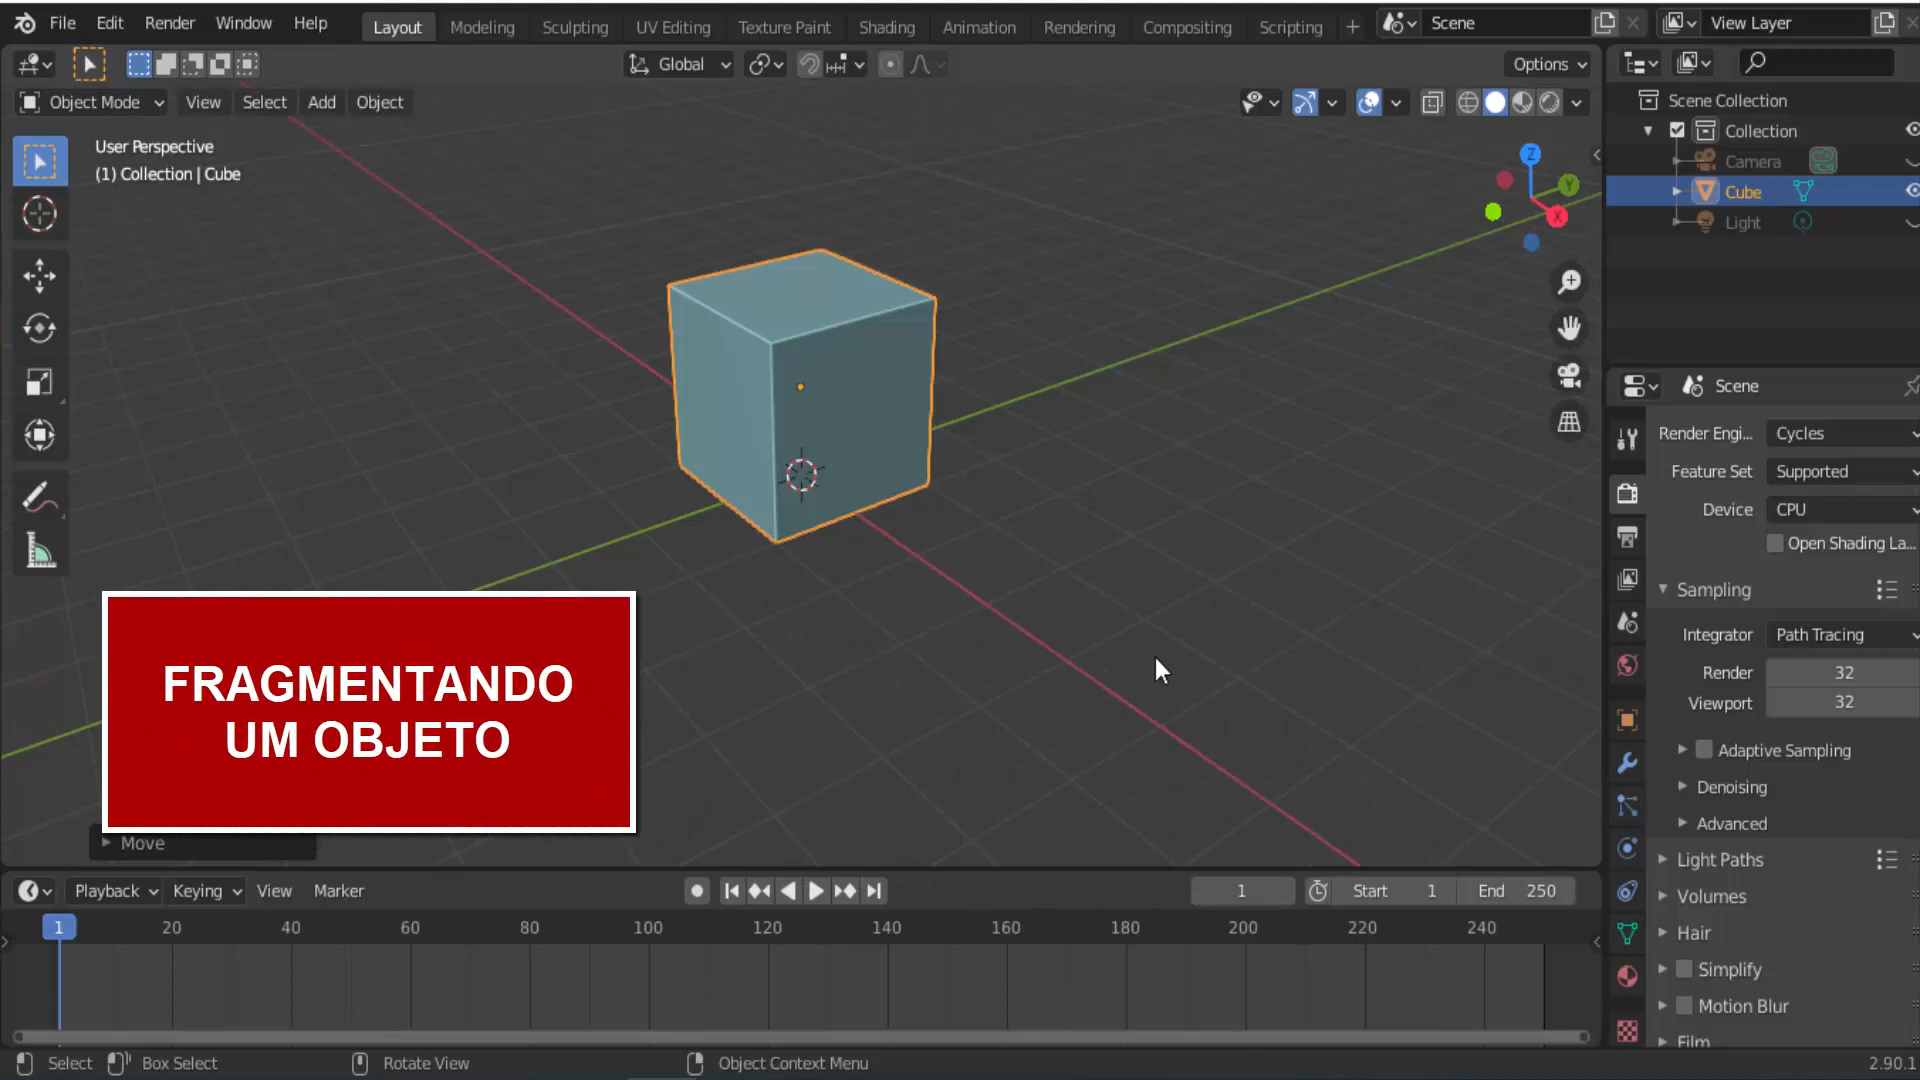 File Edit Render Window Help Layout Modeling Sculpting UV Editing Texture Paint Shading Animation Rendering Compositing Scripting + Scene View Layer
Global Options
Object Mode View Select Add Object
Scene Collection
Collection
Camera
Cube
Light
User Perspective
(1) Collection | Cube
Z
Y
X
Scene
Render Engi... Cycles
Feature Set Supported
Device CPU
Open Shading La...
Sampling
Integrator Path Tracing
Render 32
Viewport 32
Adaptive Sampling
Denoising
Advanced
Light Paths
Volumes
Hair
Simplify
Motion Blur
Film
FRAGMENTANDO
UM OBJETO
Move
Playback Keying View Marker 1 Start 1 End 250
1 20 40 60 80 100 120 140 160 180 200 220 240
Select Box Select Rotate View Object Context Menu 2.90.1